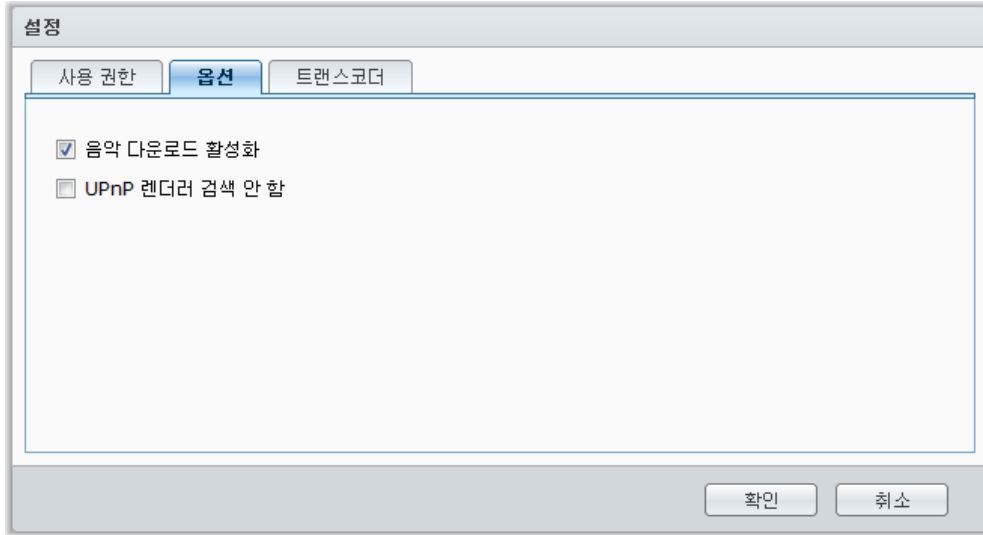 설정
사용 권한 옵션 트랜스코더
음악 다운로드 활성화
UPnP 렌더러 검색 안 함
확인 취소